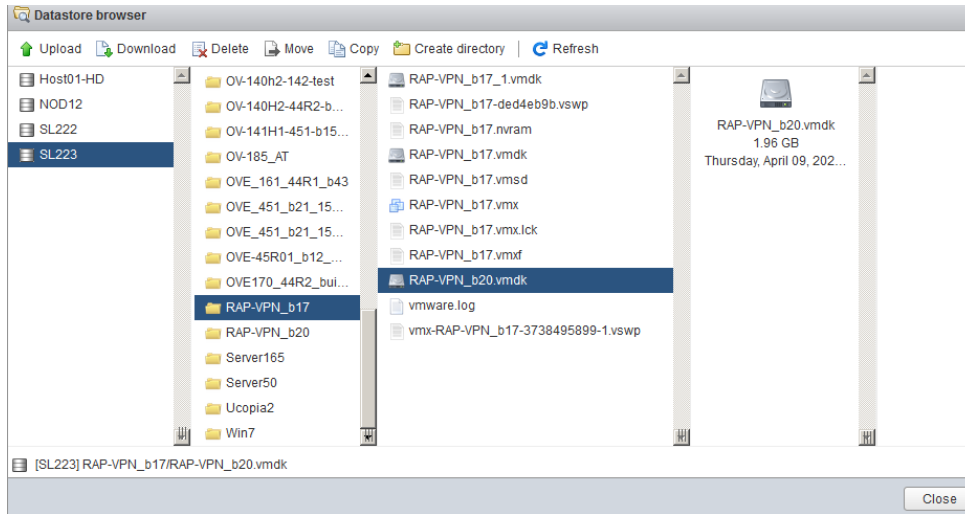 Datastore browser
Upload Download Delete Move Copy Create directory Refresh
Host01-HD
NOD12
SL222
SL223
OV-140h2-142-test
OV-140H2-44R2-b...
OV-141H1-451-b15...
OV-185_AT
OVE_161_44R1_b43
OVE_451_b21_15...
OVE_451_b21_15...
OVE-45R01_b12_...
OVE170_44R2_bui...
RAP-VPN_b17
RAP-VPN_b20
Server165
Server50
Ucopia2
Win7
RAP-VPN_b17_1.vmdk
RAP-VPN_b17-ded4eb9b.vswp
RAP-VPN_b17.nvram
RAP-VPN_b17.vmdk
RAP-VPN_b17.vmsd
RAP-VPN_b17.vmx
RAP-VPN_b17.vmx.lck
RAP-VPN_b17.vmxf
RAP-VPN_b20.vmdk
vmware.log
vmx-RAP-VPN_b17-3738495899-1.vswp
RAP-VPN_b20.vmdk
1.96 GB
Thursday, April 09, 202...
[SL223] RAP-VPN_b17/RAP-VPN_b20.vmdk
Close